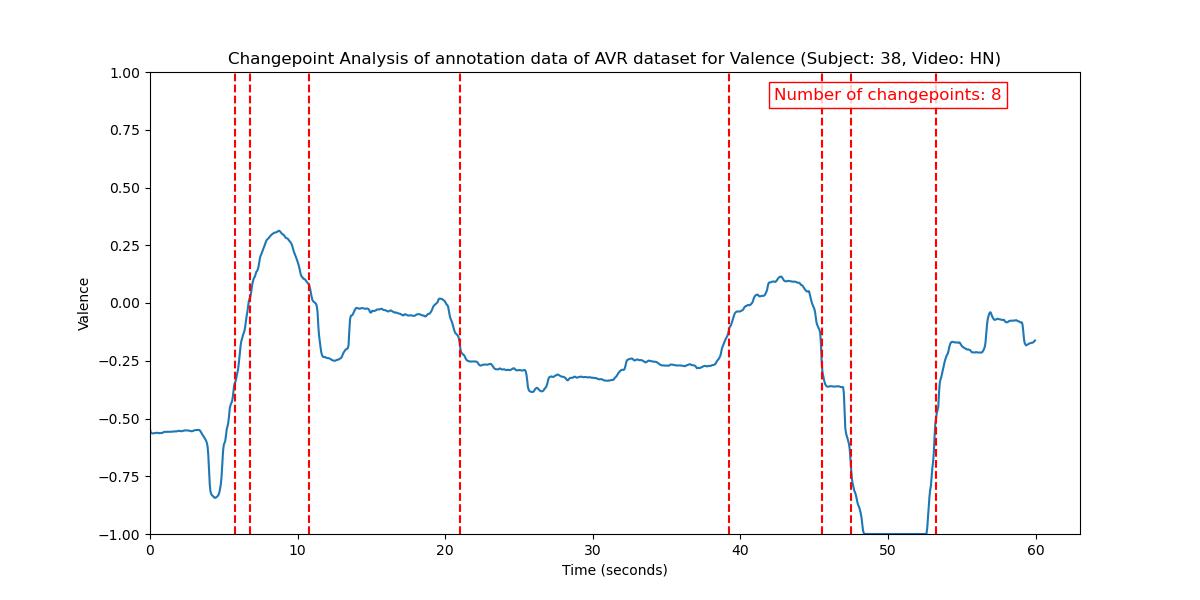 Changepoint Analysis of annotation data of AVR dataset for Valence (Subject: 38, Video: HN)
Number of changepoints: 8
Valence
1.00
0.75
0.50
0.25
0.00
−0.25
−0.50
−0.75
−1.00
0 10 20 30 40 50 60
Time (seconds)